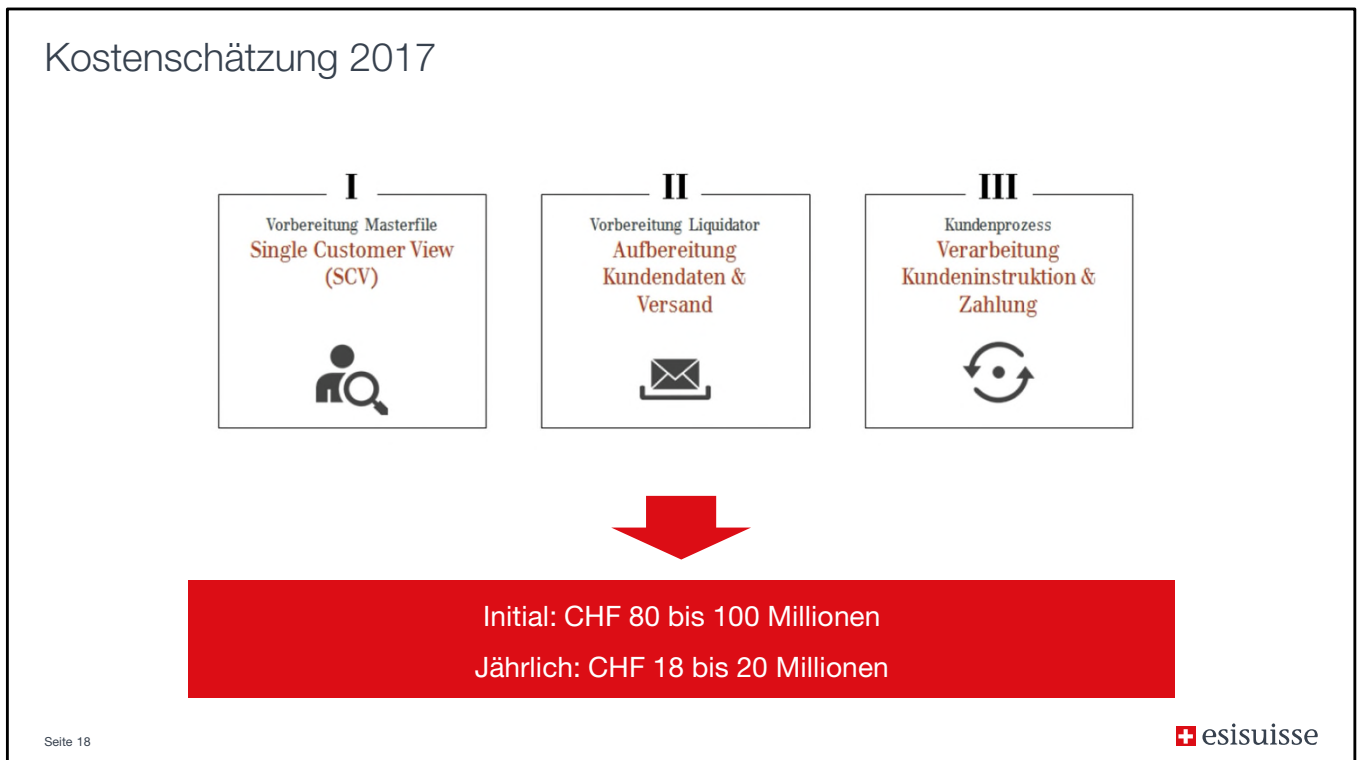 Kostenschätzung 2017
I
Vorbereitung Masterfile
Single Customer View
(SCV)
II
Vorbereitung Liquidator
Aufbereitung
Kundendaten &
Versand
III
Kundenprozess
Verarbeitung
Kundeninstruktion &
Zahlung
Initial: CHF 80 bis 100 Millionen
Jährlich: CHF 18 bis 20 Millionen
Seite 18
esisuisse